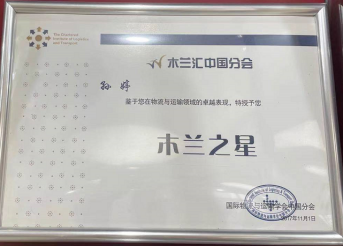 The Chartered
Institute of Logistics
and Transport
木兰汇中国分会
孙婷
鉴于您在物流与运输领域的卓越表现，特授予您
木兰之星
国际物流与运输学会中国分会
2017年11月1日